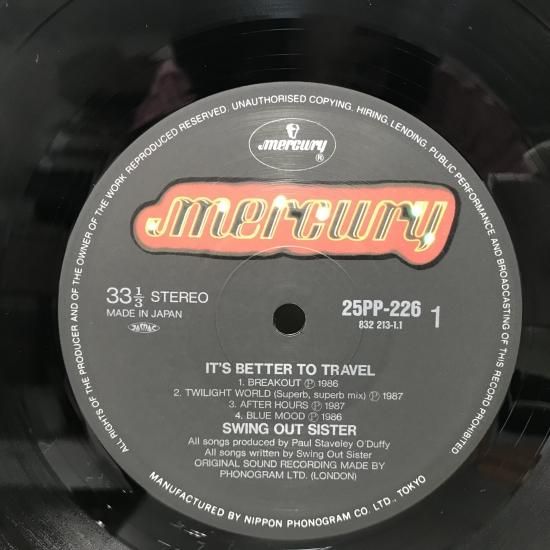 ALL RIGHTS OF THE PRODUCER AND OF THE OWNER OF THE WORK REPRODUCED RESERVED. UNAUTHORISED COPYING, HIRING, LENDING, PUBLIC PERFORMANCE AND BROADCASTING OF THIS RECORD PROHIBITED
mercury ®
mercury
33 1/3 STEREO
MADE IN JAPAN
JASRAC
25PP-226 1
832 213-1.1
IT'S BETTER TO TRAVEL
1. BREAKOUT Ⓟ 1986
2. TWILIGHT WORLD (Superb, superb mix) Ⓟ 1987
3. AFTER HOURS Ⓟ 1987
4. BLUE MOOD Ⓟ 1986
SWING OUT SISTER
All songs produced by Paul Staveley O'Duffy
All songs written by Swing Out Sister
ORIGINAL SOUND RECORDING MADE BY
PHONOGRAM LTD. (LONDON)
MANUFACTURED BY NIPPON PHONOGRAM CO. LTD., TOKYO